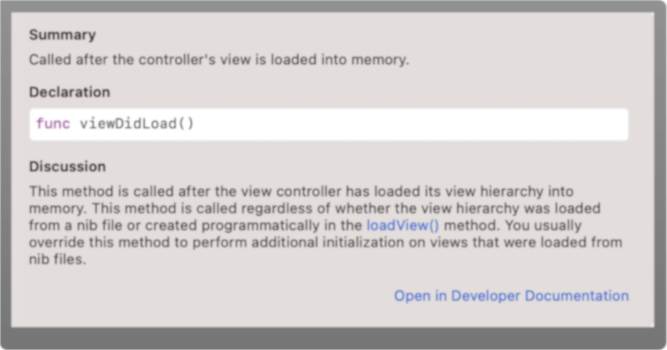 Summary
Called after the controller's view is loaded into memory.
Declaration
func viewDidLoad()
Discussion
This method is called after the view controller has loaded its view hierarchy into
memory. This method is called regardless of whether the view hierarchy was loaded
from a nib file or created programmatically in the loadView() method. You usually
override this method to perform additional initialization on views that were loaded from
nib files.
Open in Developer Documentation